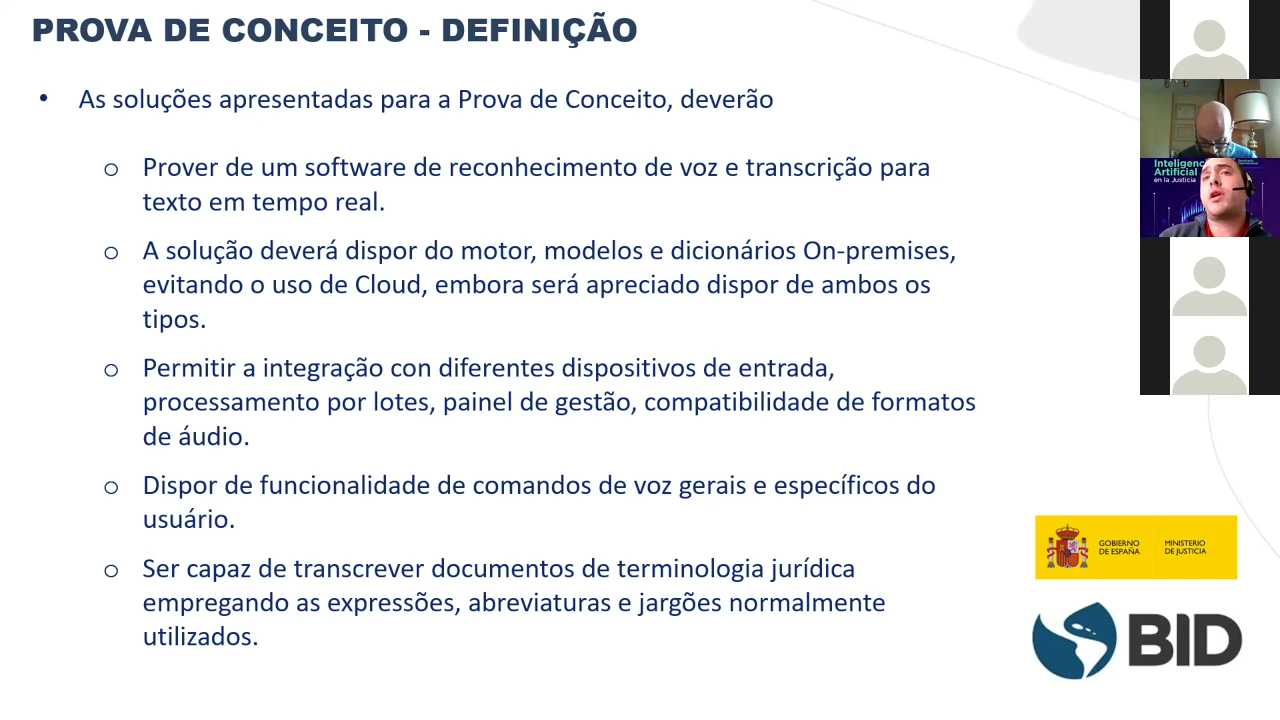 PROVA DE CONCEITO - DEFINIÇÃO
• As soluções apresentadas para a Prova de Conceito, deverão
o Prover de um software de reconhecimento de voz e transcrição para
texto em tempo real.
o A solução deverá dispor do motor, modelos e dicionários On-premises,
evitando o uso de Cloud, embora será apreciado dispor de ambos os
tipos.
o Permitir a integração con diferentes dispositivos de entrada,
processamento por lotes, painel de gestão, compatibilidade de formatos
de áudio.
o Dispor de funcionalidade de comandos de voz gerais e específicos do
usuário.
o Ser capaz de transcrever documentos de terminologia jurídica
empregando as expressões, abreviaturas e jargões normalmente
utilizados.
Inteligenc
Artificial
en la Justicia
GOBIERNO
DE ESPAÑA
MINISTERIO
DE JUSTICIA
BID